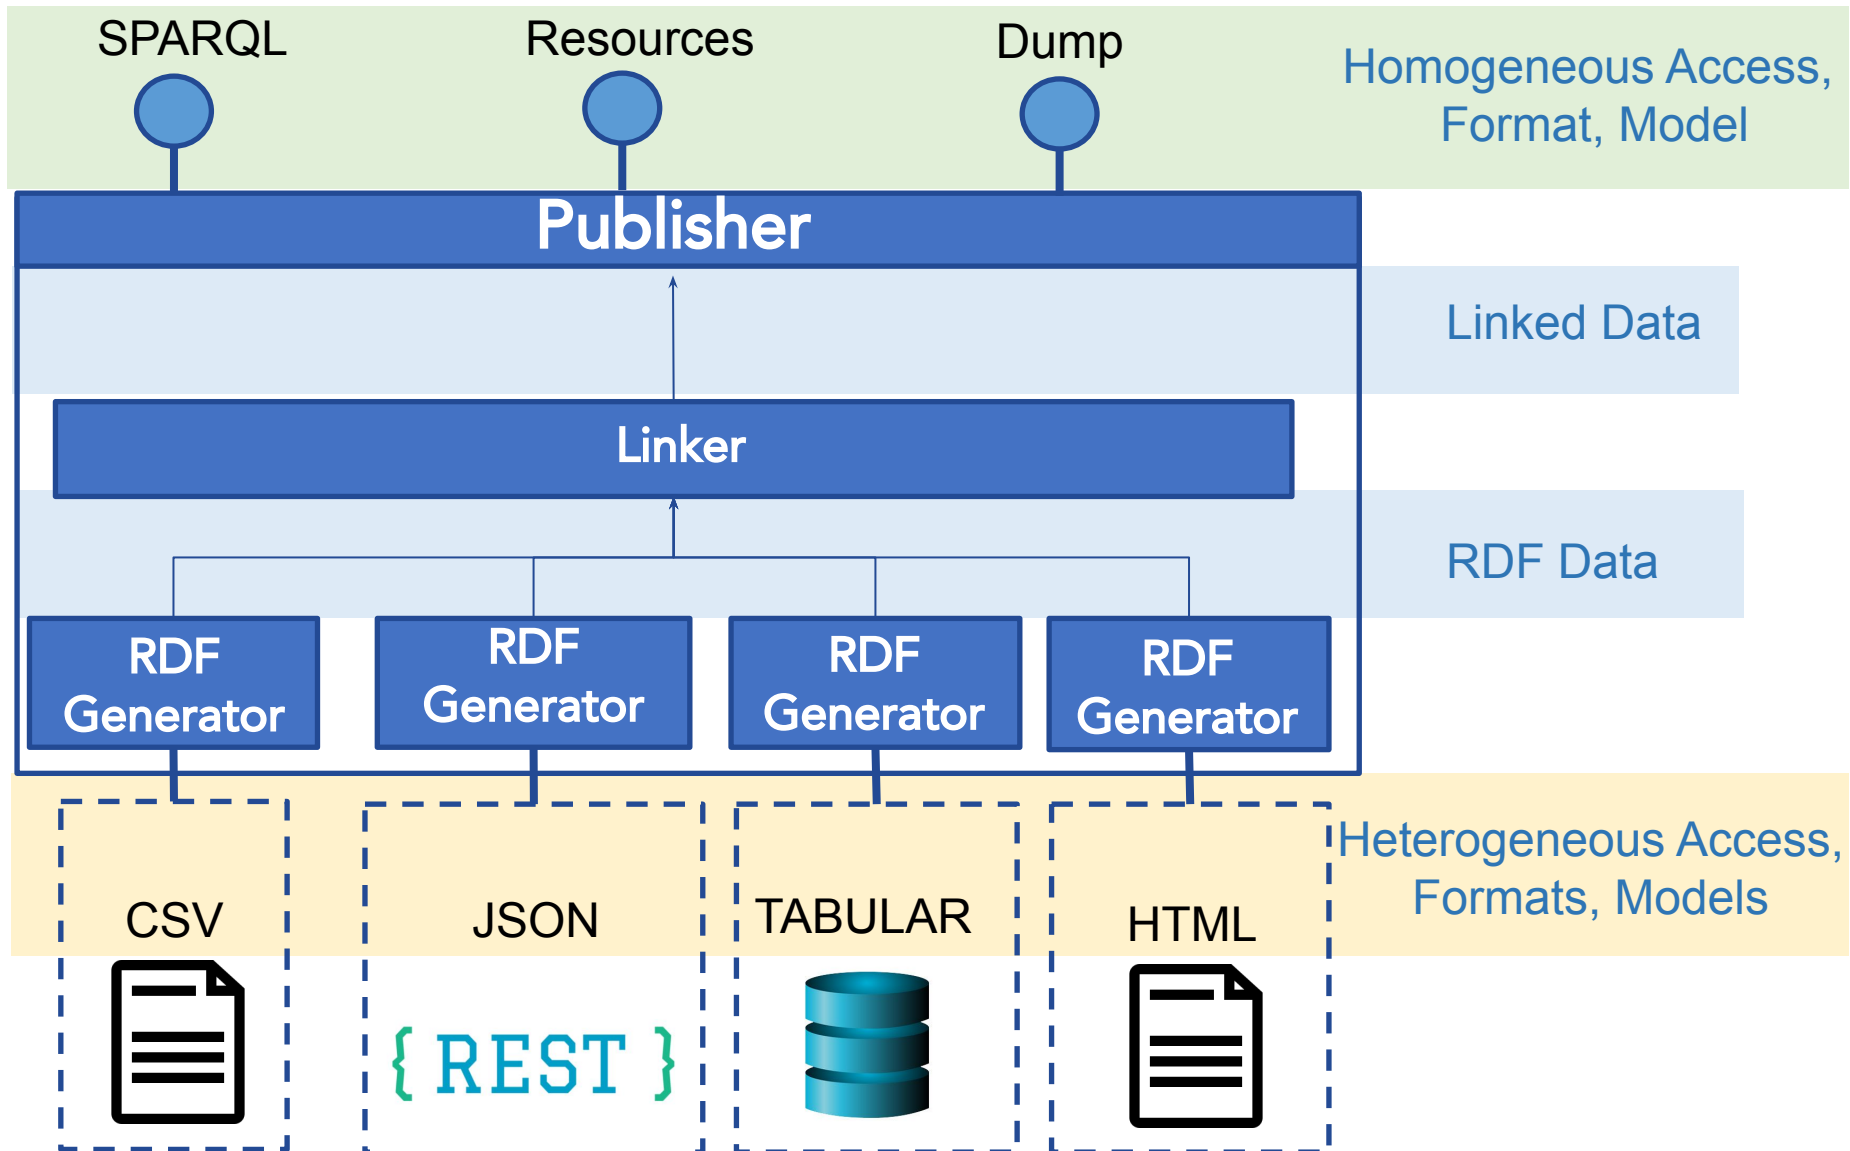 SPARQL
Resources
Dump
Homogeneous Access,
Format, Model
Publisher
Linked Data
Linker
RDF Data
RDF
Generator
RDF
Generator
RDF
Generator
RDF
Generator
Heterogeneous Access,
Formats, Models
CSV
JSON
TABULAR
HTML
{ REST }